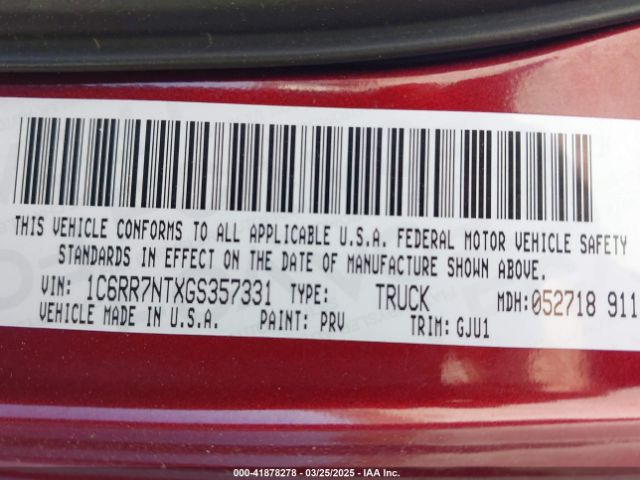 THIS VEHICLE CONFORMS TO ALL APPLICABLE U.S.A. FEDERAL MOTOR VEHICLE SAFETY
STANDARDS IN EFFECT ON THE DATE OF MANUFACTURE SHOWN ABOVE.
VIN: 1C6RR7NTXGS357331 TYPE: TRUCK MDH:052718 911
VEHICLE MADE IN U.S.A. PAINT: PRV TRIM: GJU1
000-41878278 - 03/25/2025 - IAA Inc.